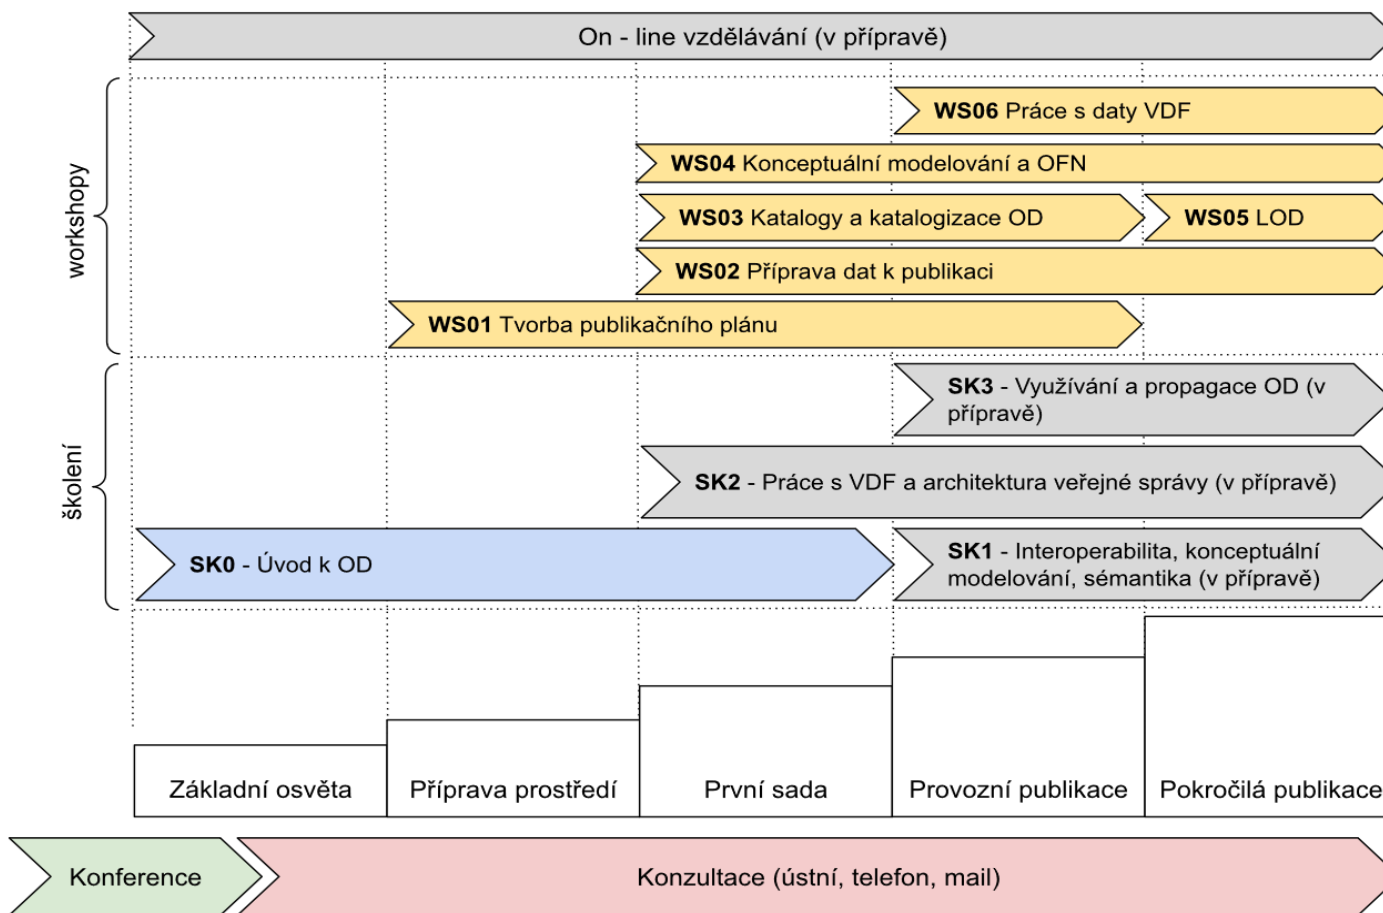 On - line vzdělávání (v přípravě)
workshopy
WS06 Práce s daty VDF
WS04 Konceptuální modelování a OFN
WS03 Katalogy a katalogizace OD
WS05 LOD
WS02 Příprava dat k publikaci
WS01 Tvorba publikačního plánu
školení
SK3 - Využívání a propagace OD (v
přípravě)
SK2 - Práce s VDF a architektura veřejné správy (v přípravě)
SK0 - Úvod k OD
SK1 - Interoperabilita, konceptuální
modelování, sémantika (v přípravě)
Základní osvěta
Příprava prostředí
První sada
Provozní publikace
Pokročilá publikace
Konference
Konzultace (ústní, telefon, mail)